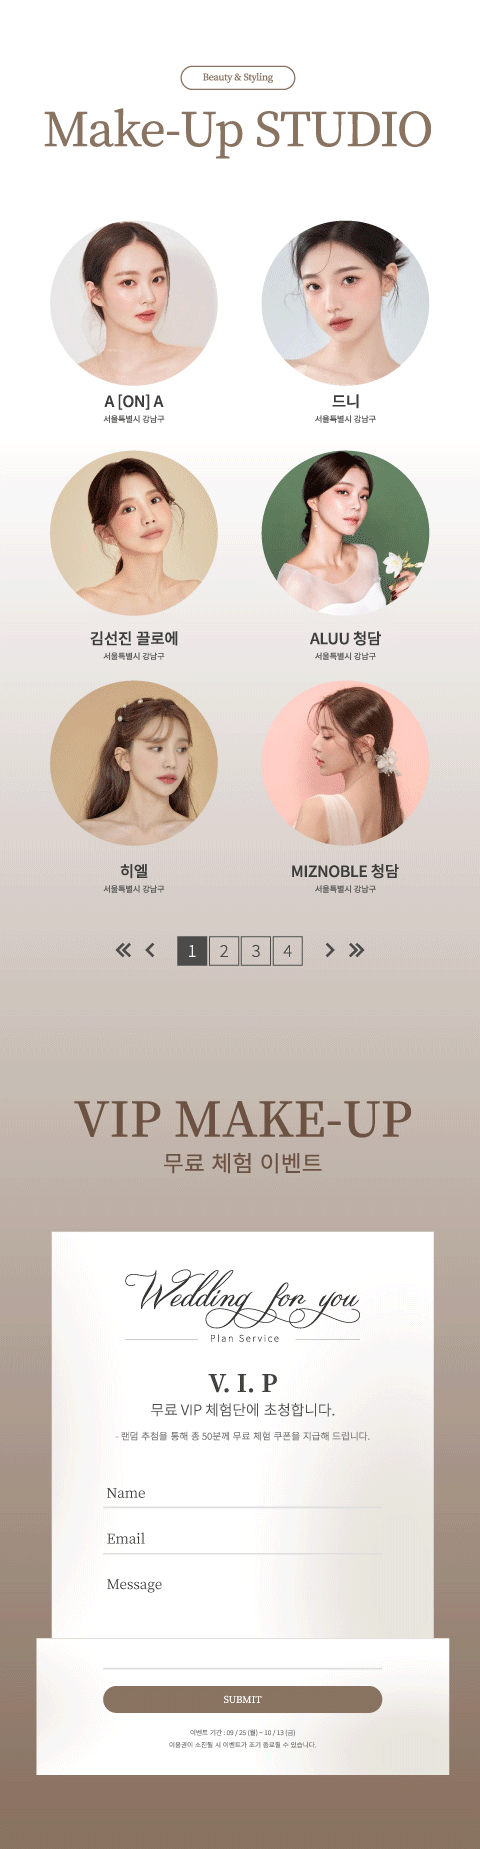 Beauty & Styling
Make-Up STUDIO
A [ON] A
서울특별시 강남구
드니
서울특별시 강남구
김선진 끌로에
서울특별시 강남구
ALUU 청담
서울특별시 강남구
히엘
서울특별시 강남구
MIZNOBLE 청담
서울특별시 강남구
1 2 3 4
VIP MAKE-UP
무료 체험 이벤트
Wedding for you
Plan Service
V. I. P
무료 VIP 체험단에 초청합니다.
- 랜덤 추첨을 통해 총 50분께 무료 체험 쿠폰을 지급해 드립니다.
Name
Email
Message
SUBMIT
이벤트 기간 : 09 / 25 (월) ~ 10 / 13 (금)
이용권이 소진될 시 이벤트가 조기 종료될 수 있습니다.